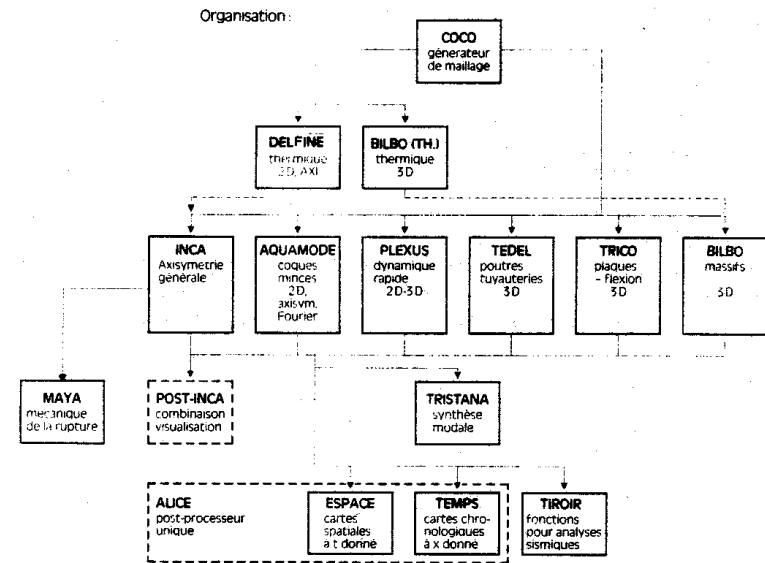 Organisation :
COCO
générateur
de maillage
DELFINE
thermique
2D, AXI
BILBO (TH.)
thermique
3D
INCA
Axisymetrie
générale
AQUAMODE
coques
minces
2D,
axisym.
Fourier
PLEXUS
dynamique
rapide
2D-3D
TEDEL
poutres
tuyauteries
3D
TRICO
plaques
- flexion
3D
BILBO
massifs
3D
MAYA
mecanique
de la rupture
POST-INCA
combinaison
visualisation
TRISTANA
synthèse
modale
ALICE
post-processeur
unique
ESPACE
cartes
spatiales
à t donné
TEMPS
cartes chro-
nologiques
à x donné
TIROIR
fonctions
pour analyses
sismiques